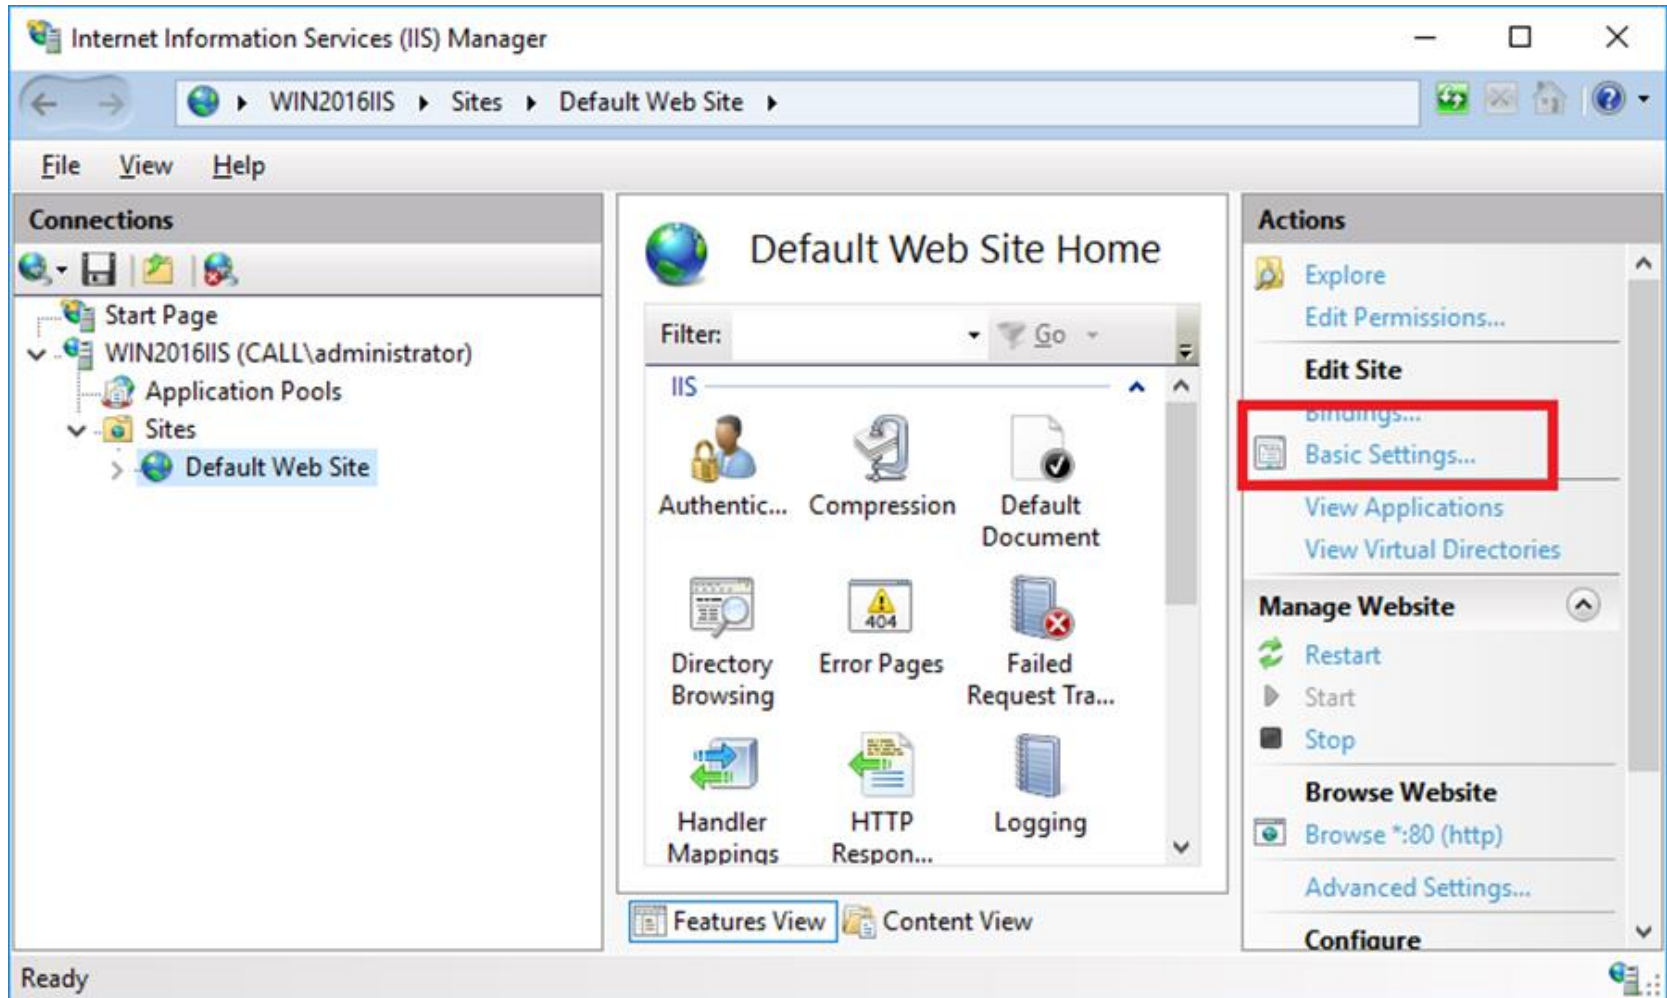 Internet Information Services (IIS) Manager
WIN2016IIS Sites Default Web Site
File View Help
Connections
Start Page
WIN2016IIS (CALL\administrator)
Application Pools
Sites
Default Web Site
Default Web Site Home
Filter:
Go
IIS
Authentic...
Compression
Default
Document
Directory
Browsing
Error Pages
404
Failed
Request Tra...
Handler
Mappings
HTTP
Respon...
Logging
Features View
Content View
Actions
Explore
Edit Permissions...
Edit Site
Bindings...
Basic Settings...
View Applications
View Virtual Directories
Manage Website
Restart
Start
Stop
Browse Website
Browse *:80 (http)
Advanced Settings...
Configure
Ready